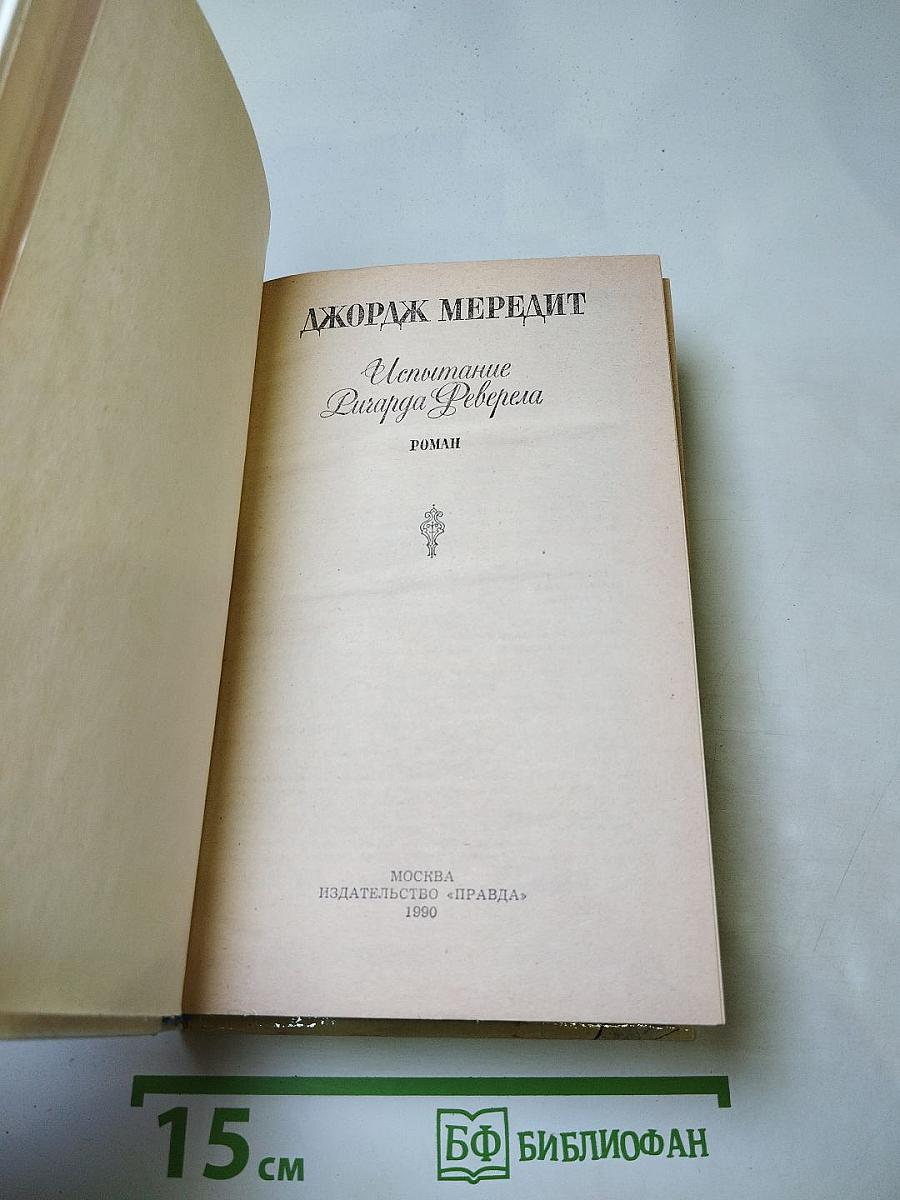 ДЖОРДЖ МЕРЕДИТ
Испытание
Ричарда Феверела
РОМАН
МОСКВА
ИЗДАТЕЛЬСТВО «ПРАВДА»
1990
15 см
БФ БИБЛИОФАН